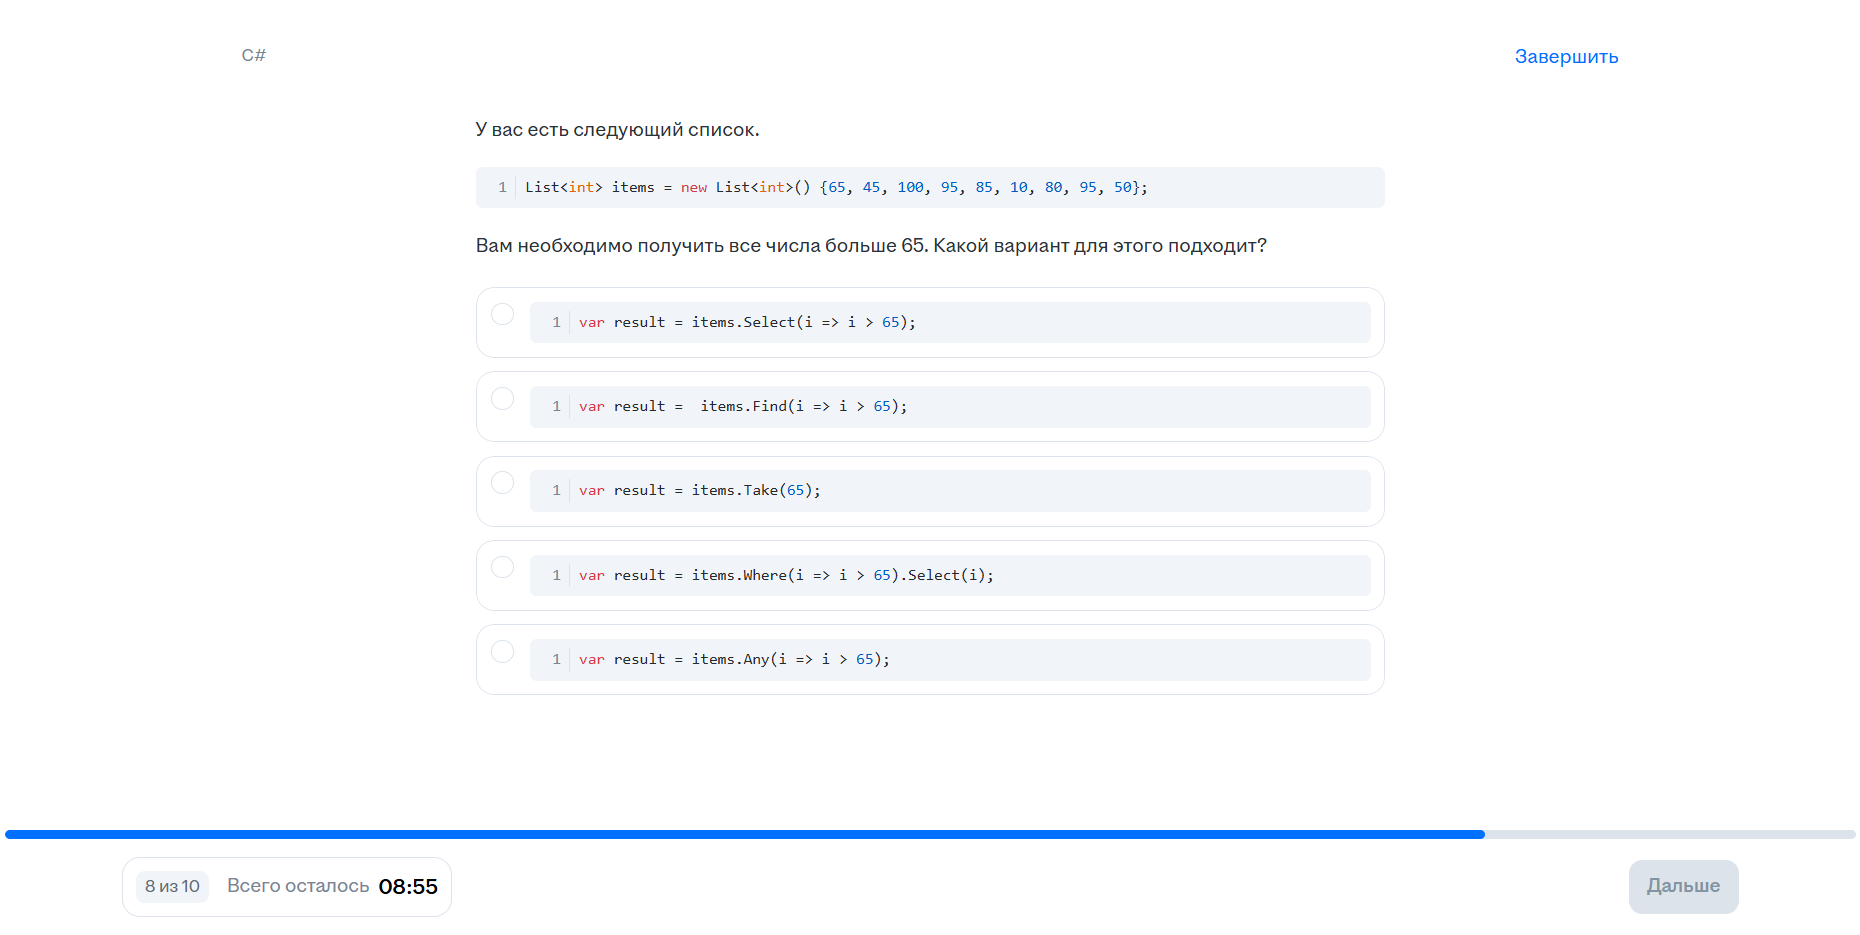 C#
Завершить
У вас есть следующий список.
1 List<int> items = new List<int>() {65, 45, 100, 95, 85, 10, 80, 95, 50};
Вам необходимо получить все числа больше 65. Какой вариант для этого подходит?
1 var result = items.Select(i => i > 65);
1 var result =  items.Find(i => i > 65);
1 var result = items.Take(65);
1 var result = items.Where(i => i > 65).Select(i);
1 var result = items.Any(i => i > 65);
8 из 10 Всего осталось 08:55
Дальше